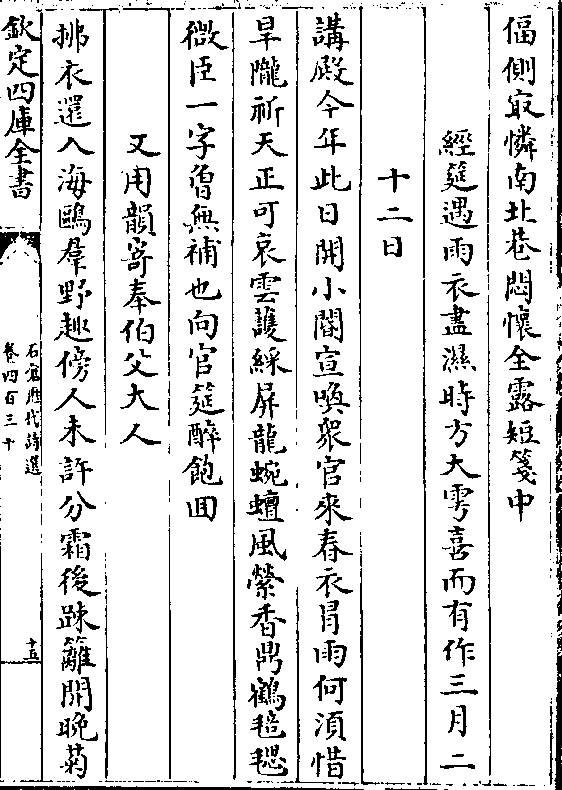 偪側最憐南北巷悶懷全露短箋中
經筵遇雨衣盡濕時方大雩喜而有作三月二
十二日
講殿今年此日開小閣宣喚衆官來春衣冐雨何湏惜
旱隴祈天正可哀雲護綵屏龍蜿蟺風縈香鼎鶴毰毸
微臣一字曾無補也向官筵醉飽囬
又用韻寄奉伯父大人
拂衣還入海鷗羣野趣傍人未許分霜後踈籬開晚菊
欽定四庫全書
石倉歷代詩選
卷四百三十
十五